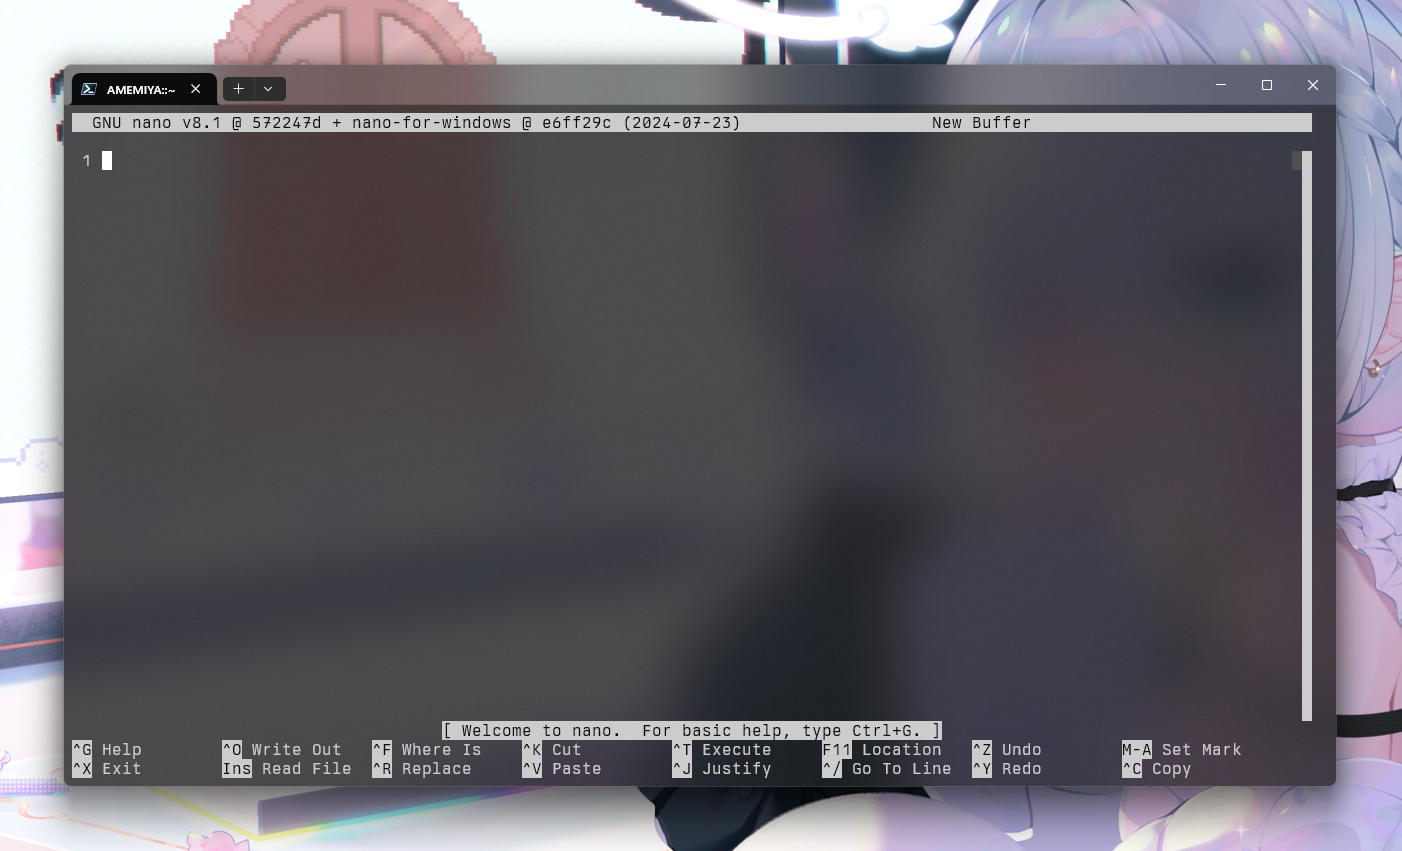 AMEMIYA::~
GNU nano v8.1 @ 572247d + nano-for-windows @ e6ff29c (2024-07-23) New Buffer
1
[ Welcome to nano.  For basic help, type Ctrl+G. ]
^G Help ^O Write Out ^F Where Is ^K Cut ^T Execute F11 Location ^Z Undo M-A Set Mark
^X Exit Ins Read File ^R Replace ^V Paste ^J Justify ^/ Go To Line ^Y Redo ^C Copy